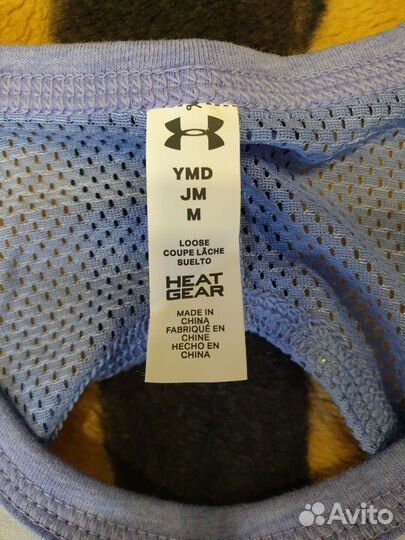 YMD
JM
M
LOOSE
COUPE LÂCHE
SUELTO
HEAT
GEAR
MADE IN
CHINA
FABRIQUÉ EN
CHINE
HECHO EN
CHINA
Avito